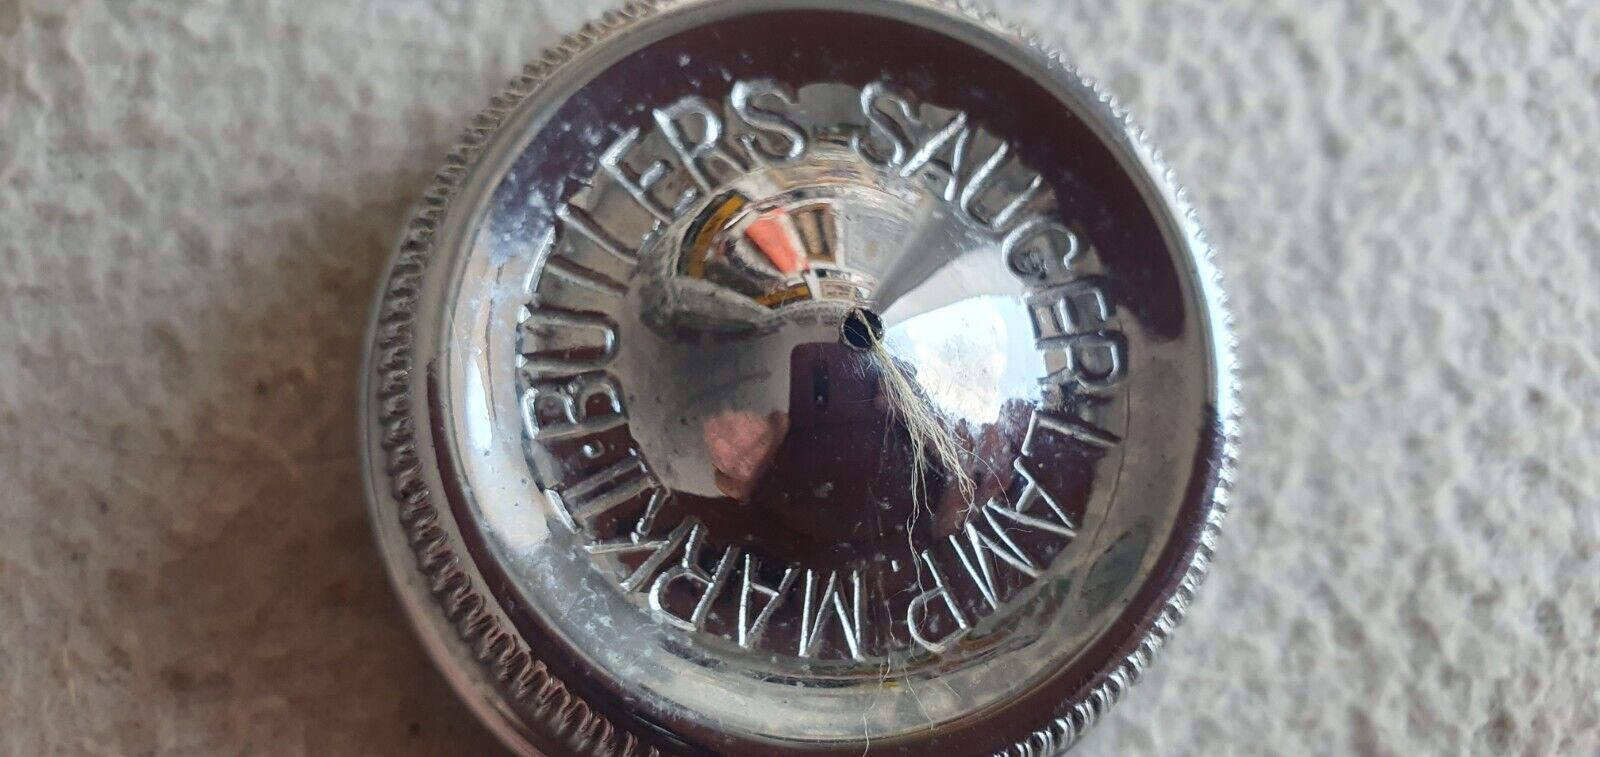 BUTLERS SAUCER LAMP. MARK II.